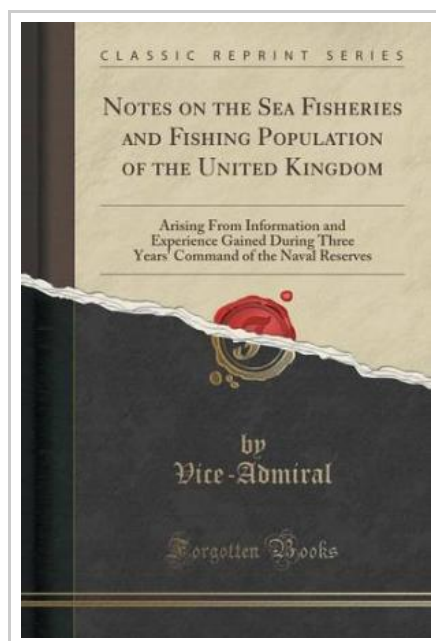 CLASSIC REPRINT SERIES
NOTES ON THE SEA FISHERIES
AND FISHING POPULATION
OF THE UNITED KINGDOM
Arising From Information and
Experience Gained During Three
Years' Command of the Naval Reserves
by
Vice-Admiral
Forgotten Books